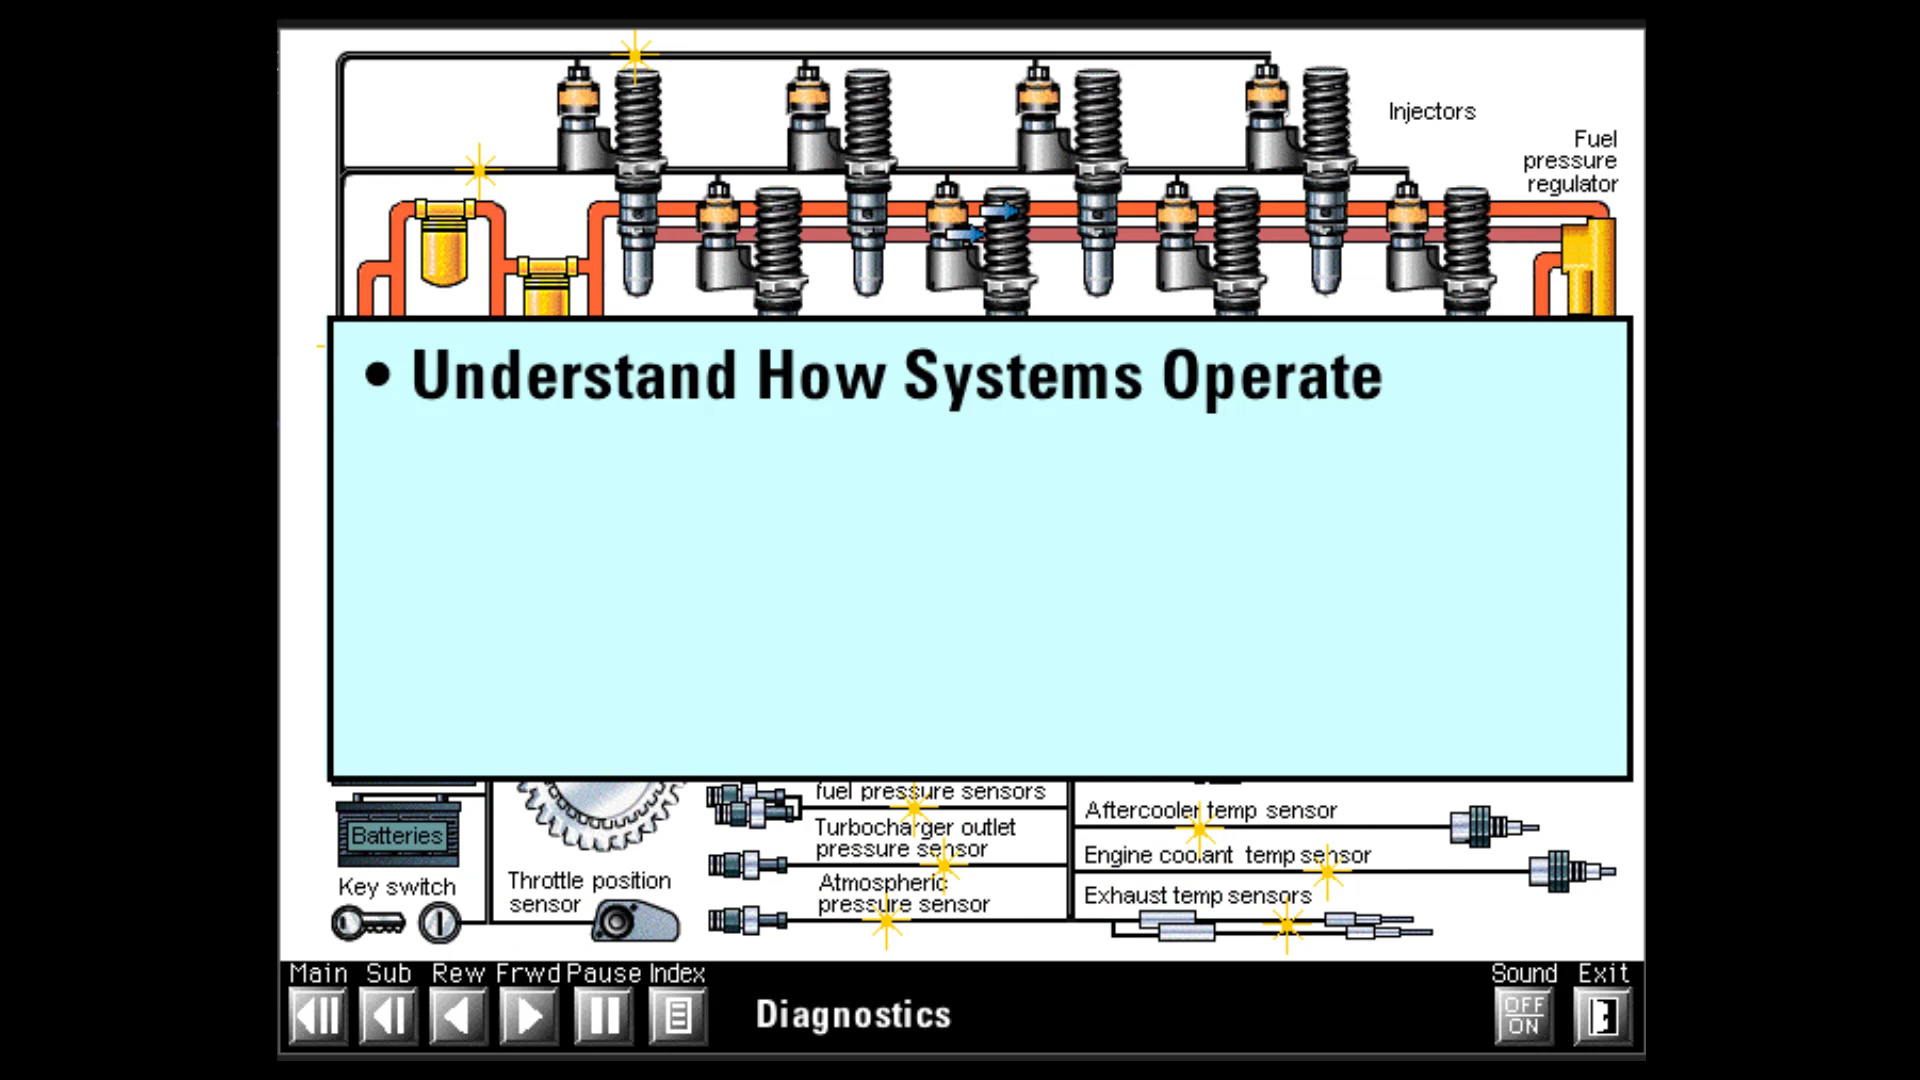 Injectors
Fuel
pressure
regulator
• Understand How Systems Operate
Batteries
Key switch
Throttle position
sensor
fuel pressure sensors
Turbocharger outlet
pressure sensor
Atmospheric
pressure sensor
Aftercooler temp sensor
Engine coolant temp sensor
Exhaust temp sensors
Main Sub Rew Frwd Pause Index
Diagnostics
Sound Exit
OFF
ON